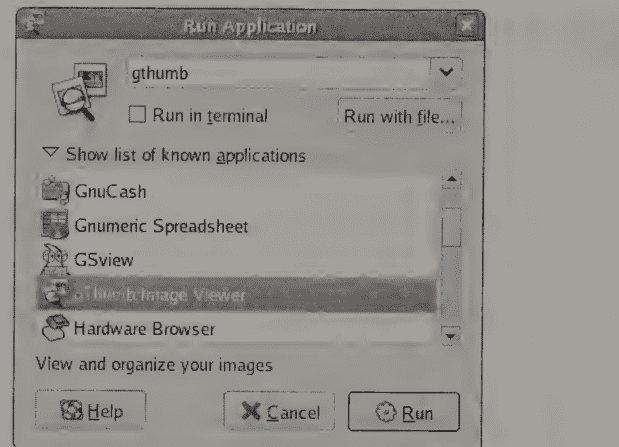 Run Application
gthumb
Run in terminal
Run with file...
Show list of known applications
GnuCash
Gnumeric Spreadsheet
GSview
gThumb Image Viewer
Hardware Browser
View and organize your images
Help
Cancel
Run